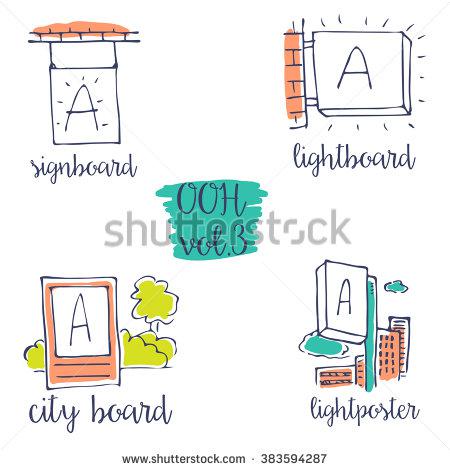 A
A
signboard
lightboard
OOH
vol.3
shutterstock
A
A
city board
lightposter
www.shutterstock.com · 383594287